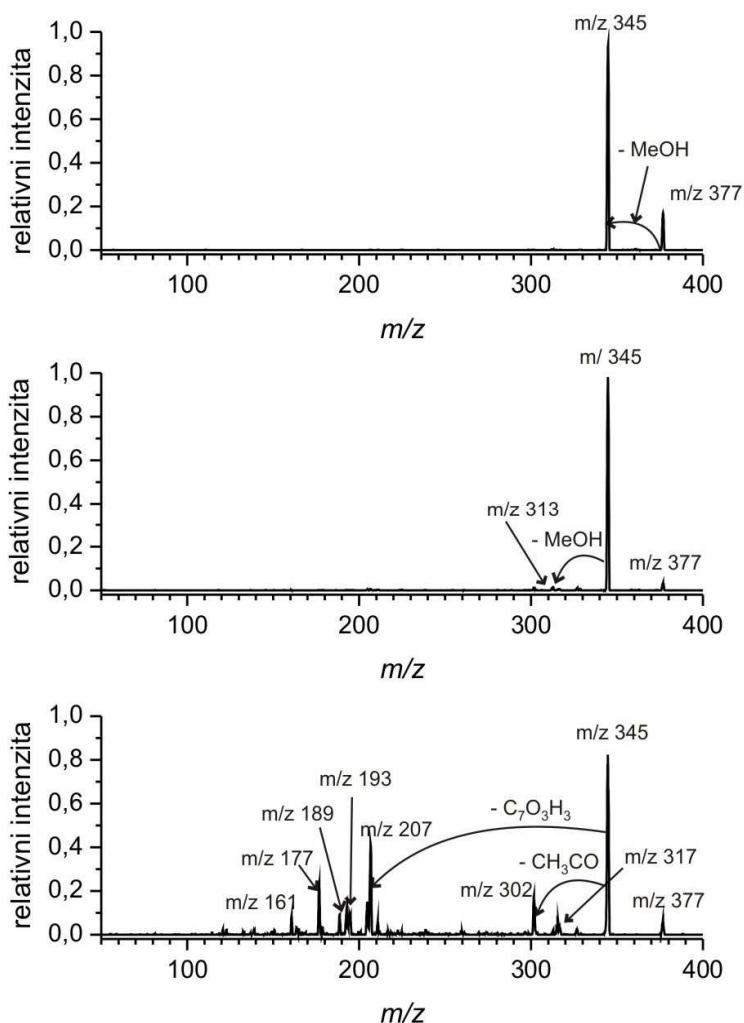 m/z 345
1,0
0,8
0,6
0,4
0,2
0,0
relativni intenzita
- MeOH
m/z 377
100
200
300
400
m/z
m/ 345
1,0
0,8
0,6
0,4
0,2
0,0
relativni intenzita
m/z 313
- MeOH
m/z 377
100
200
300
400
m/z
m/z 345
1,0
0,8
0,6
0,4
0,2
0,0
relativni intenzita
m/z 193
- C₇O₃H₃
m/z 189
m/z 207
- CH₃CO
m/z 317
m/z 177
m/z 302
m/z 161
m/z 377
100
200
300
400
m/z